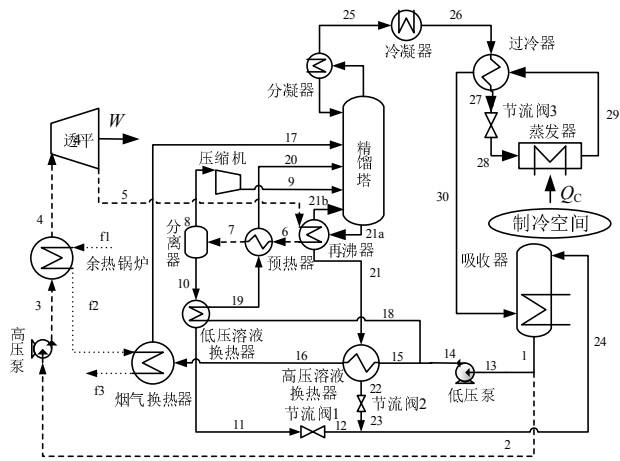 25
26
冷凝器
过冷器
分凝器
27
节流阀3
29
蒸发器
28
W
透平
4
17
精馏塔
压缩机
20
9
5
21b
30
QC
制冷空间
4
f1
分离器
8
7
6
21a
余热锅炉
预热器
再沸器
吸收器
10
19
21
3
f2
18
24
高压泵
低压溶液换热器
16
15
14
13
1
高压溶液换热器
低压泵
f3
烟气换热器
22
节流阀1
节流阀2
11
12
23
2